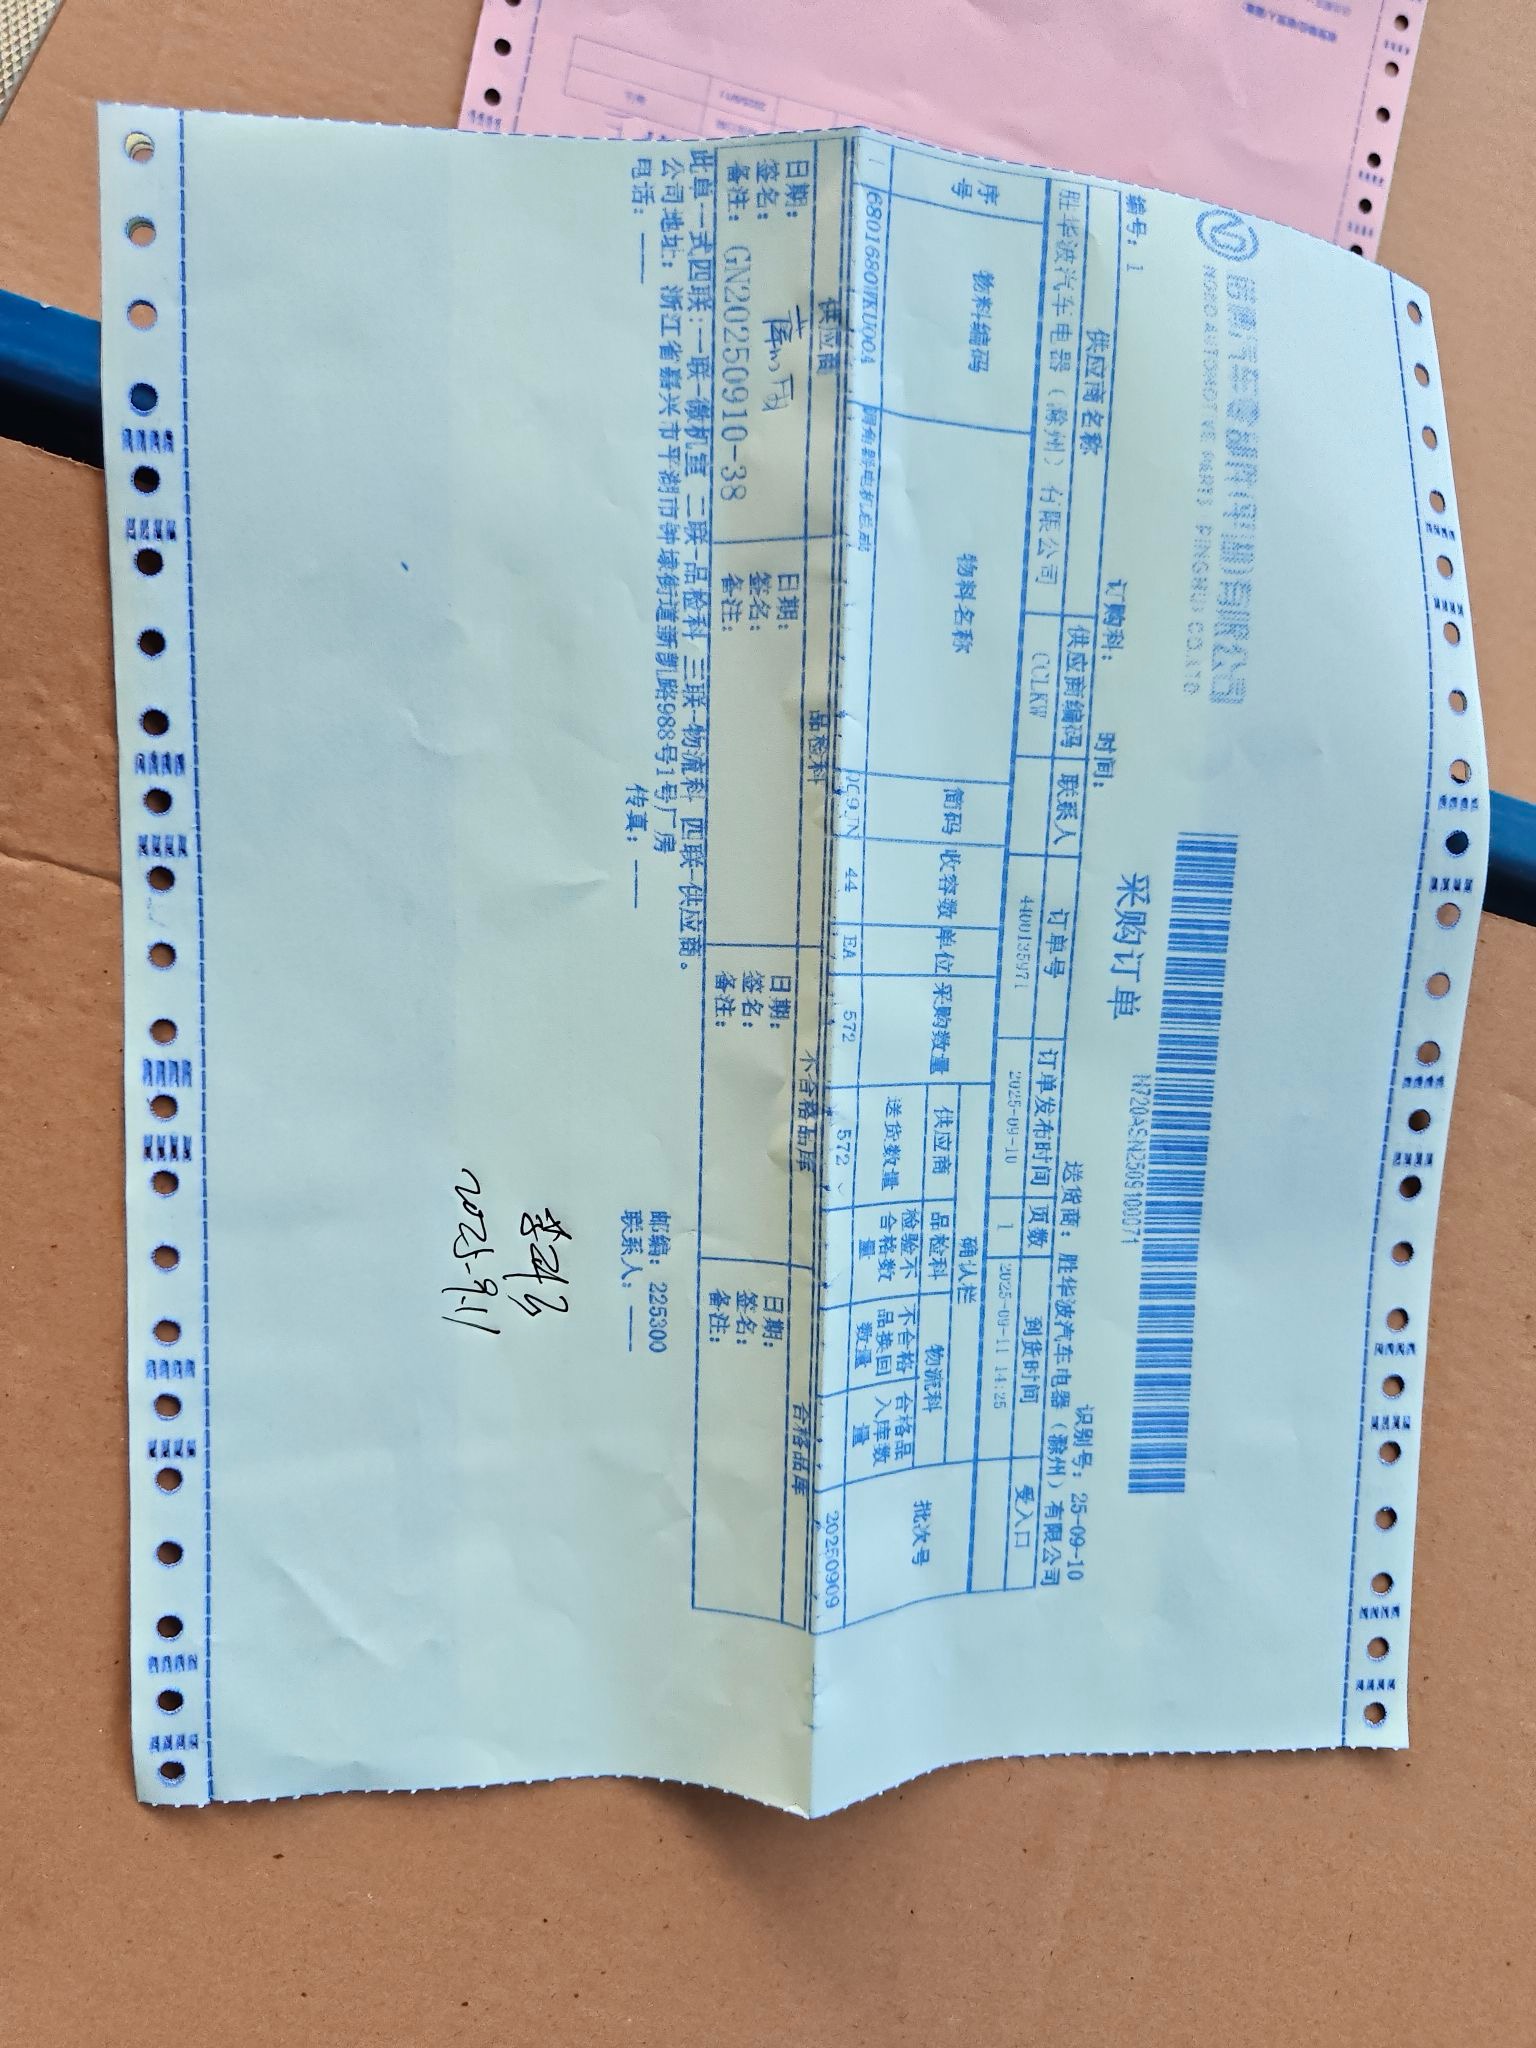 NOBO AUTOMOTIVE PARTS PINGHU CO.LTD
N720ASN2509100071
采购订单
识别号：25-09-10
编号：1 订购科： 时间： 送货商：胜华波汽车电器（滁州）有限公司
供应商名称 供应商编码 联系人 订单号 订单发布时间 页数 到货时间 受入口
胜华波汽车电器（滁州）有限公司 CCLKW 4400135971 2025-09-10 1 2025-09-11 14:25
序号 物料编码 物料名称 简码 收容数 单位 采购数量 确认栏 批次号
供应商 品检科 物流科
送货数量 检验不合格数量 不合格品换回数量 合格品入库数量
1 44 EA 572 572 20250909
供应商 品检科 不合格品库 合格品库
日期： 日期： 日期： 日期：
签名： 签名： 签名： 签名：
备注：GN20250910-38 备注： 备注： 备注：
此单一式四联：一联-微机室 二联-品检科 三联-物流科 四联-供应商。
公司地址：浙江省嘉兴市平湖市钟埭街道新凯路988号1号厂房 邮编：225300
电话：—— 传真：—— 联系人：——
2025-9.11